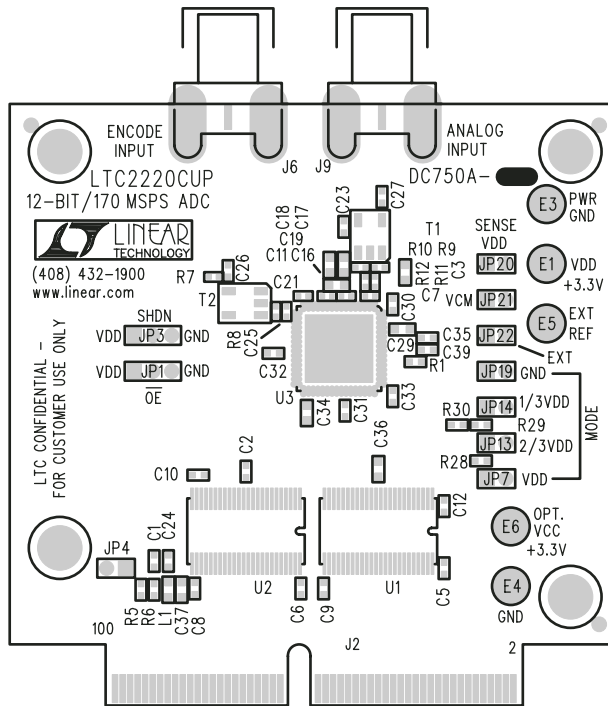 ENCODE
INPUT
J6
J9
ANALOG
INPUT
LTC2220CUP
12-BIT/170 MSPS ADC
DC750A-
LINEAR
TECHNOLOGY
(408) 432-1900
www.linear.com
E3
PWR
GND
C27
C23
C18
C17
C19
C11
C16
T1
R10
R9
R12
R11
C3
C7
SENSE
VDD
JP20
E1
VDD
+3.3V
R7
C26
T2
C21
VCM
JP21
C30
E5
EXT
REF
SHDN
VDD
JP3
GND
R8
C25
C29
C35
C39
JP22
EXT
VDD
JP1
GND
OE
C32
R1
JP19
GND
U3
C34
C31
C33
JP14
1/3VDD
R30
R29
MODE
JP13
2/3VDD
R28
JP7
VDD
LTC CONFIDENTIAL -
FOR CUSTOMER USE ONLY
C36
C2
C10
C12
E6
OPT.
VCC
+3.3V
JP4
C1
C24
U2
U1
C5
E4
GND
R5
R6
L1
C37
C8
C6
C9
100
J2
2